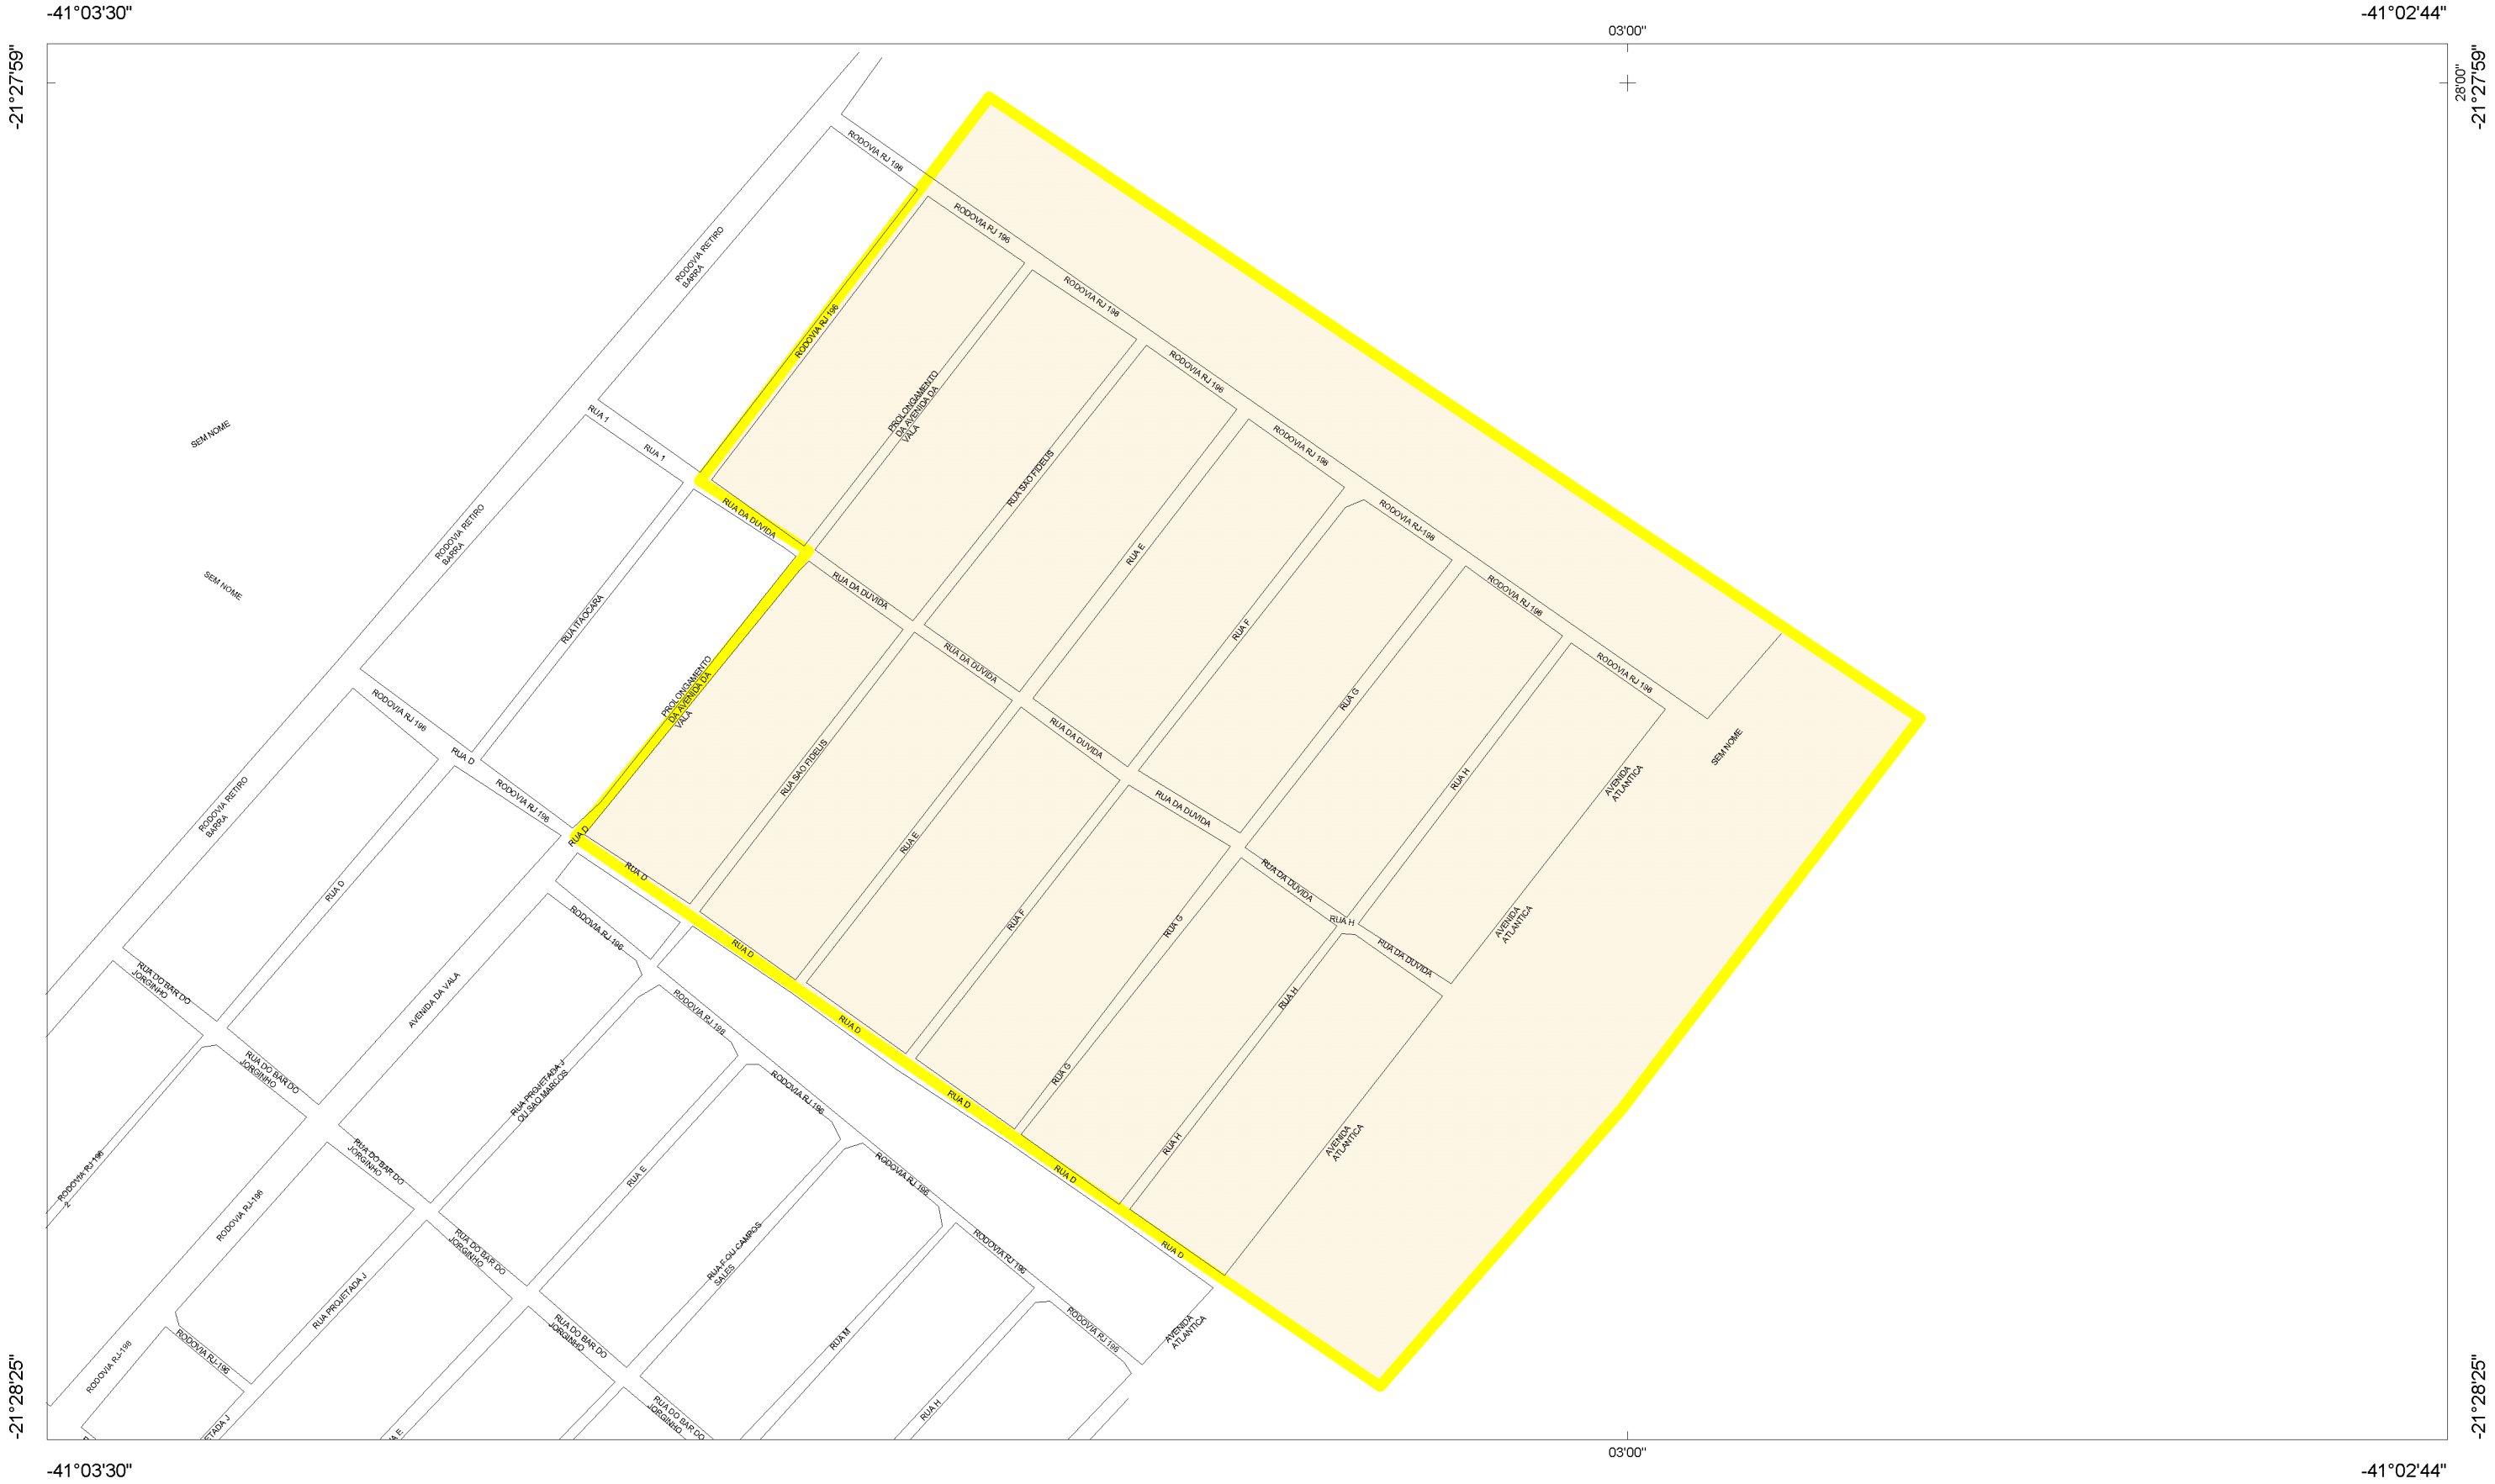 -41°03'30"
-41°02'44"
03'00"
-21°27'59"
28'00"
-21°27'59"
RODOVIA RJ 196
RODOVIA RJ 196
RODOVIA RETIRO
BARRA
RODOVIA RJ 196
RODOVIA RJ 196
RODOVIA RJ 196
PROLONGAMENTO
DA AVENIDA DA
VALA
RUA 1
RUA 1
SEM NOME
RODOVIA RJ 196
RUA SAO FIDELIS
RUA DA DUVIDA
RODOVIA RJ-198
RODOVIA RETIRO
BARRA
RUA E
SEM NOME
RUA DA DUVIDA
RODOVIA RJ 196
RUA ITAOCARA
RUA F
RUA DA DUVIDA
RODOVIA RJ 196
PROLONGAMENTO
DA AVENIDA DA
VALA
RUA G
RODOVIA RJ 196
RUA DA DUVIDA
SEM NOME
RUA D
RUA SAO FIDELIS
RUA H
AVENIDA
ATLANTICA
RODOVIA RJ 196
RODOVIA RETIRO
BARRA
RUA DA DUVIDA
RUA D
RUA E
RUA D
RUA DA DUVIDA
RUA D
RODOVIA RJ 196
RUA F
RUA G
RUA H
AVENIDA
ATLANTICA
RUA D
RUA DA DUVIDA
RUA DO BAR DO
JORGINHO
AVENIDA DA VALA
RODOVIA RJ 196
RUA H
RUA D
RUA DO BAR DO
JORGINHO
RUA PROJETADA J
OU SAO MARCOS
RODOVIA RJ 196
RUA G
RUA D
RUA H
AVENIDA
ATLANTICA
RODOVIA RJ 196
2
RUA DO BAR DO
JORGINHO
RUA E
RODOVIA RJ 196
RUA D
RODOVIA RJ-196
RUA DO BAR DO
JORGINHO
RUA F OU CAMPOS
SALES
RODOVIA RJ 196
RUA D
RUA PROJETADA J
RODOVIA RJ 196
AVENIDA
ATLANTICA
RODOVIA RJ-198
RODOVIA RJ-196
RUA DO BAR DO
JORGINHO
RUA M
RUA H
RUA DO BAR DO
JORGINHO
ETADA J
A E
-21°28'25"
-21°28'25"
03'00"
-41°03'30"
-41°02'44"